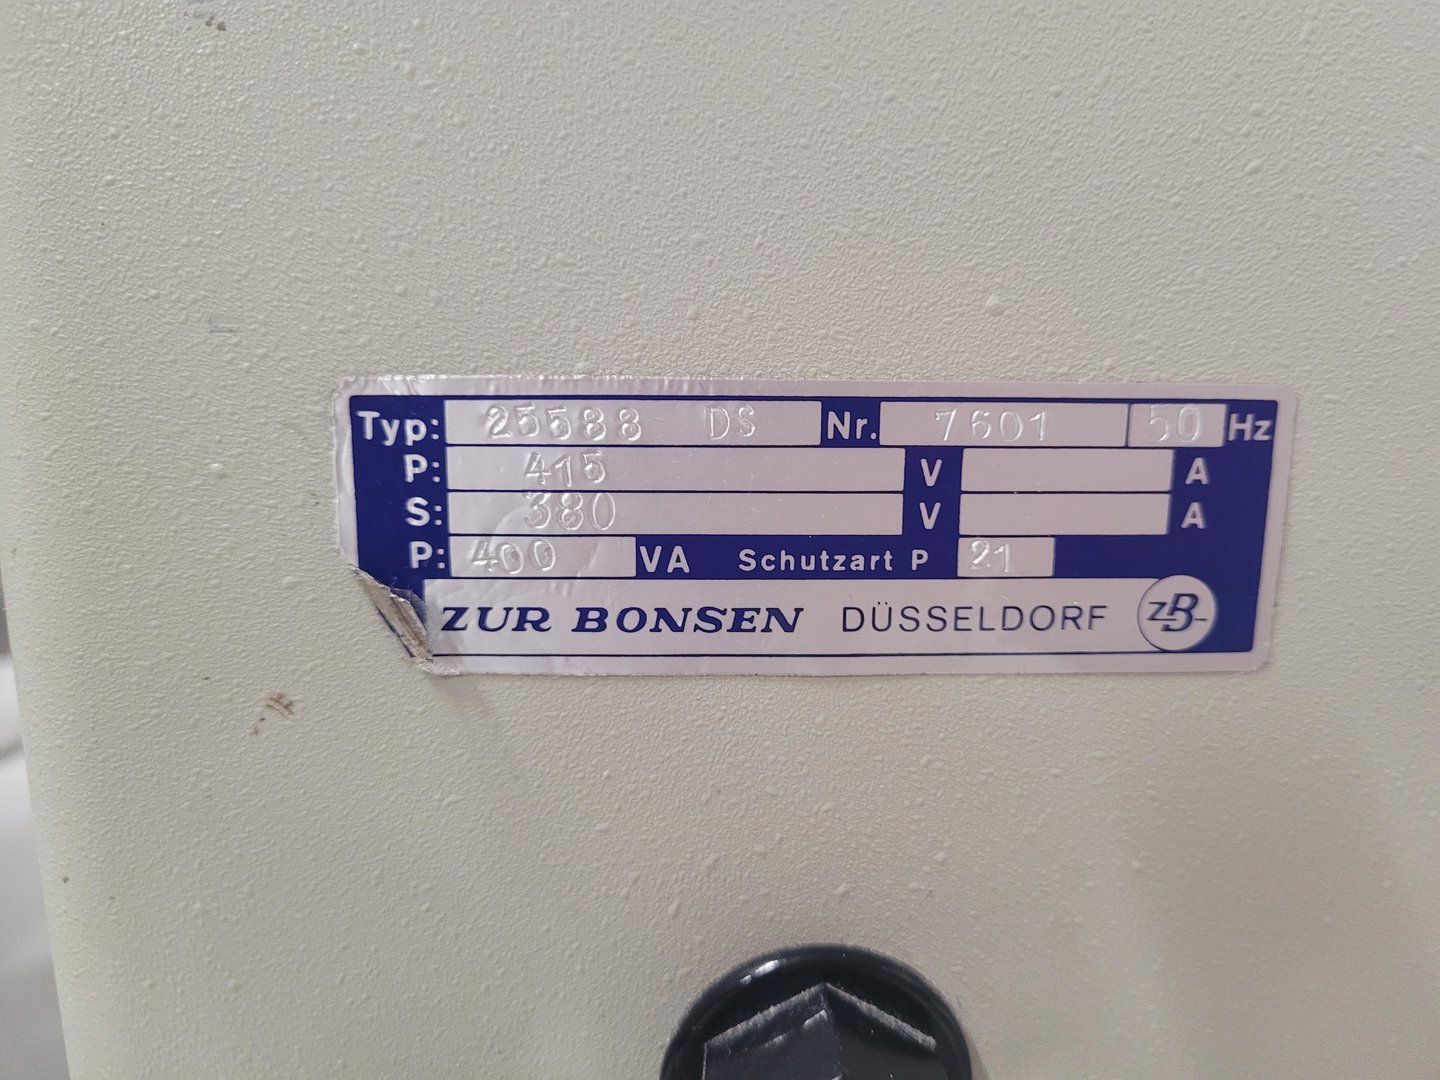 Typ: 25588 DS Nr. 7601 50 Hz
P: 415 V A
S: 380 V A
P: 400 VA Schutzart P 21
ZUR BONSEN DÜSSELDORF zB